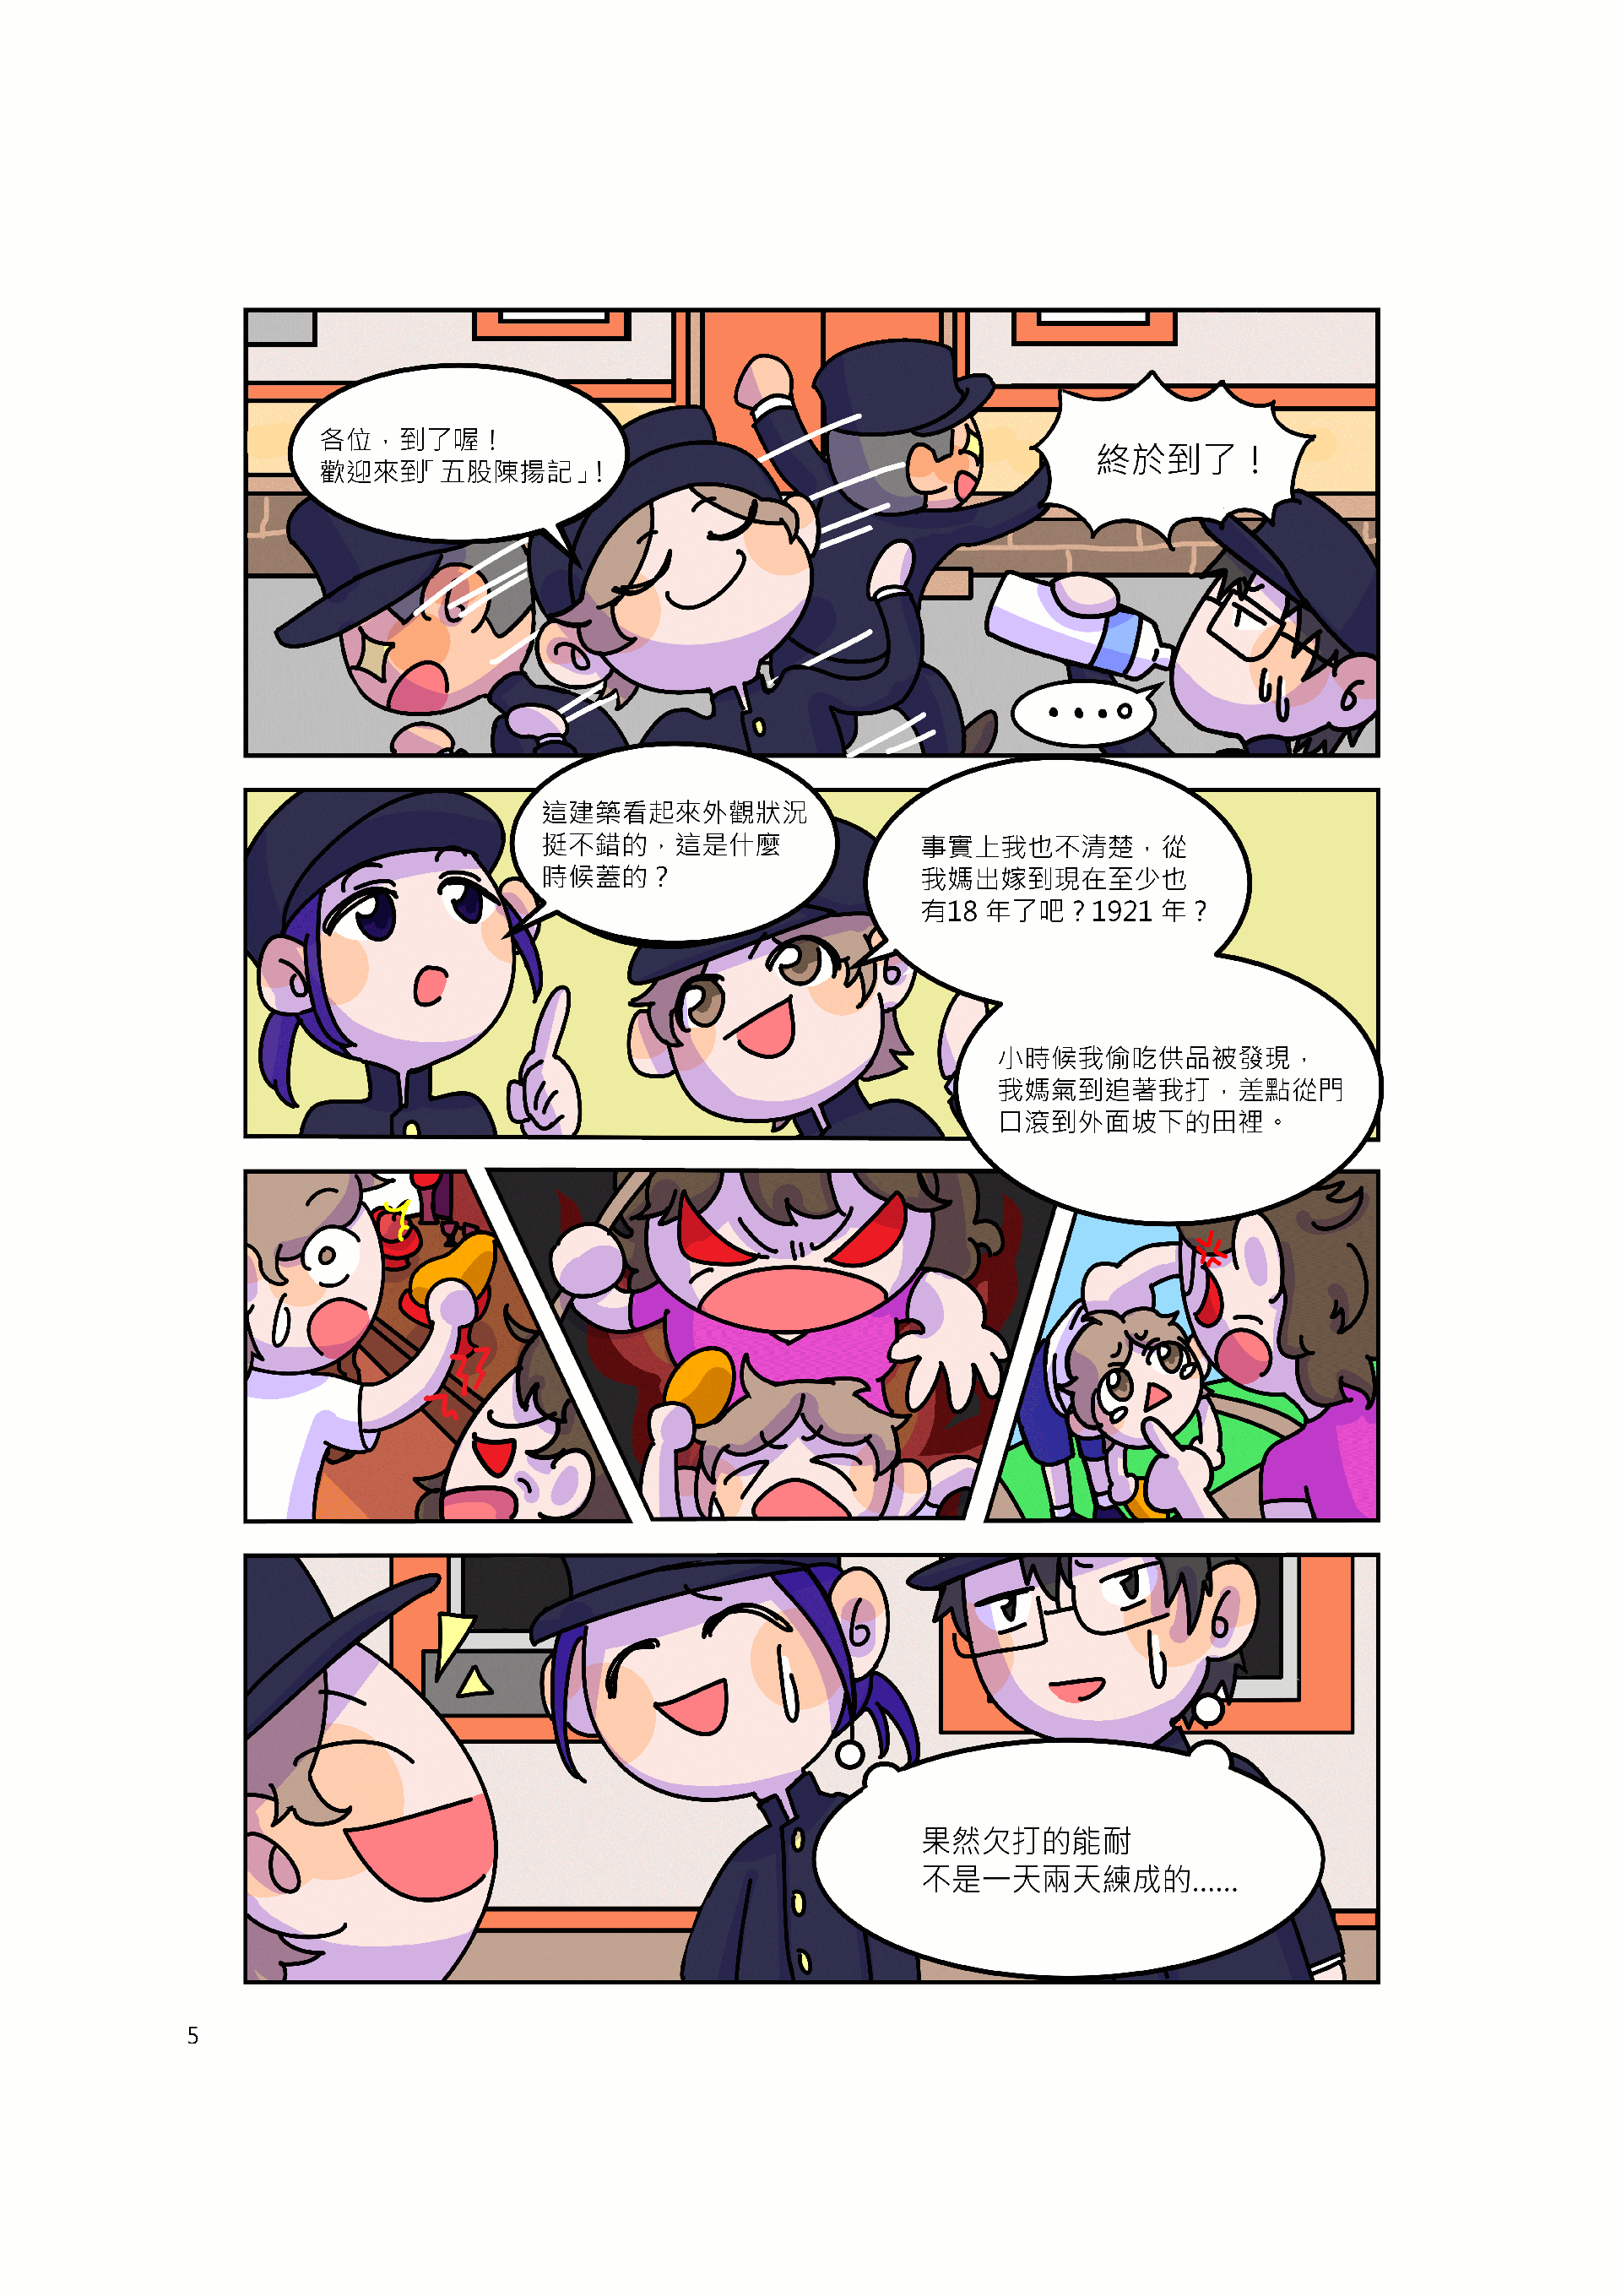 各位，到了喔！
歡迎來到「五股陳揚記」！
終於到了！
••••
這建築看起來外觀狀況
挺不錯的，這是什麼
時候蓋的？
事實上我也不清楚，從
我媽出嫁到現在至少也
有18 年了吧？1921 年？
小時候我偷吃供品被發現，
我媽氣到追著我打，差點從門
口滾到外面坡下的田裡。
果然欠打的能耐
不是一天兩天練成的......
5